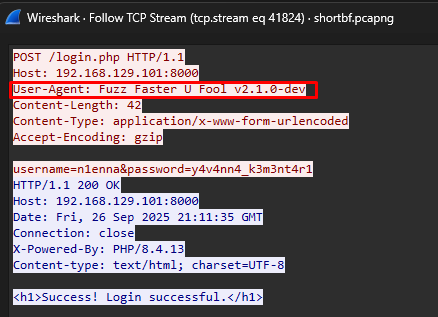 Wireshark · Follow TCP Stream (tcp.stream eq 41824) · shortbf.pcapng
POST /login.php HTTP/1.1
Host: 192.168.129.101:8000
User-Agent: Fuzz Faster U Fool v2.1.0-dev
Content-Length: 42
Content-Type: application/x-www-form-urlencoded
Accept-Encoding: gzip
username=n1enna&password=y4v4nn4_k3m3nt4r1
HTTP/1.1 200 OK
Host: 192.168.129.101:8000
Date: Fri, 26 Sep 2025 21:11:35 GMT
Connection: close
X-Powered-By: PHP/8.4.13
Content-type: text/html; charset=UTF-8
<h1>Success! Login successful.</h1>